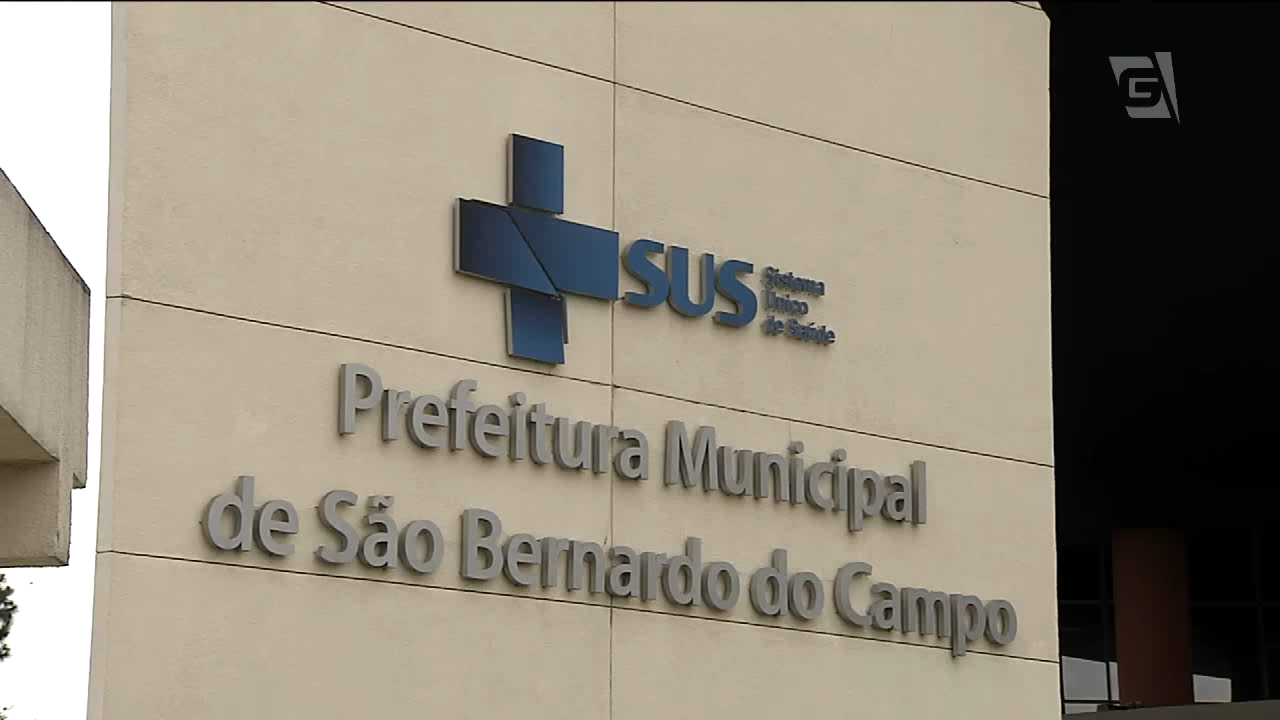 SUS
Sistema
Único
de Saúde
Prefeitura Municipal
de São Bernardo do Campo
G